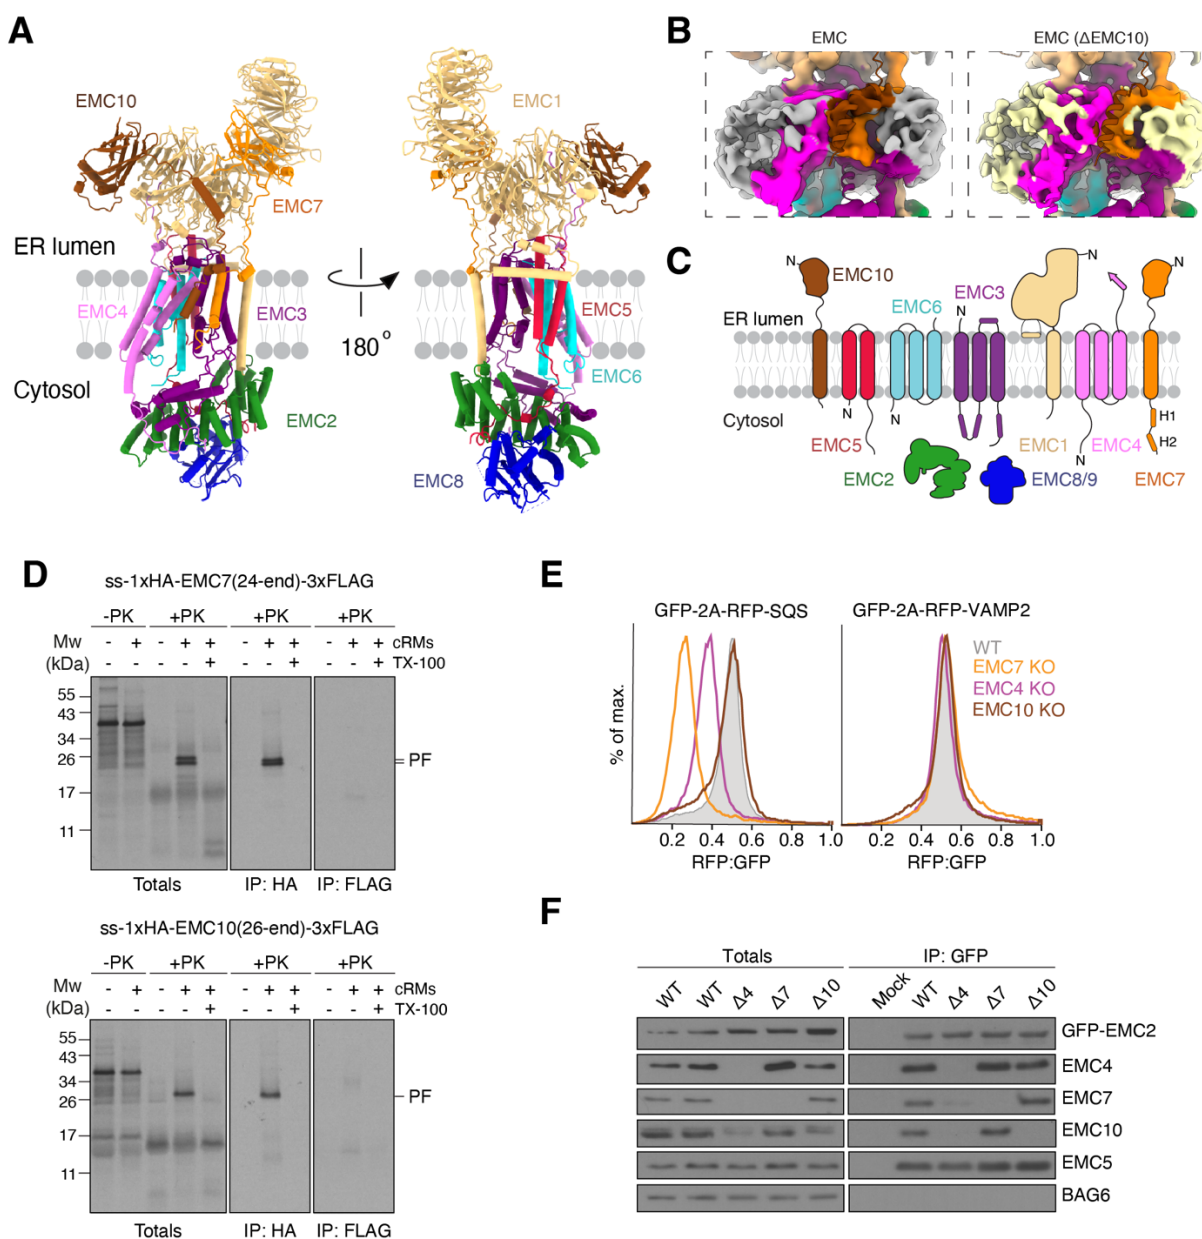 A
EMC10
EMC1
EMC7
ER lumen
EMC4
EMC3
EMC5
180°
EMC6
Cytosol
EMC2
EMC8
B
EMC
EMC (ΔEMC10)
C
N
EMC10
EMC6
EMC3
N
N
N
N
ER lumen
Cytosol
N
N
H1
H2
EMC5
EMC1
EMC4
N
EMC2
EMC8/9
EMC7
D
ss-1xHA-EMC7(24-end)-3xFLAG
-PK +PK +PK +PK
Mw - + - + + - + + - + + cRMs
(kDa) + + + TX-100
55
43
34
26
17
11
PF
Totals IP: HA IP: FLAG
ss-1xHA-EMC10(26-end)-3xFLAG
-PK +PK +PK +PK
Mw - + - + + - + + - + + cRMs
(kDa) + + + TX-100
55
43
34
26
17
11
PF
Totals IP: HA IP: FLAG
E
GFP-2A-RFP-SQS
GFP-2A-RFP-VAMP2
WT
EMC7 KO
EMC4 KO
EMC10 KO
% of max.
0.2 0.4 0.6 0.8 1.0
0.2 0.4 0.6 0.8 1.0
RFP:GFP
RFP:GFP
F
Totals
IP: GFP
WT WT Δ4 Δ7 Δ10
Mock WT Δ4 Δ7 Δ10
GFP-EMC2
EMC4
EMC7
EMC10
EMC5
BAG6